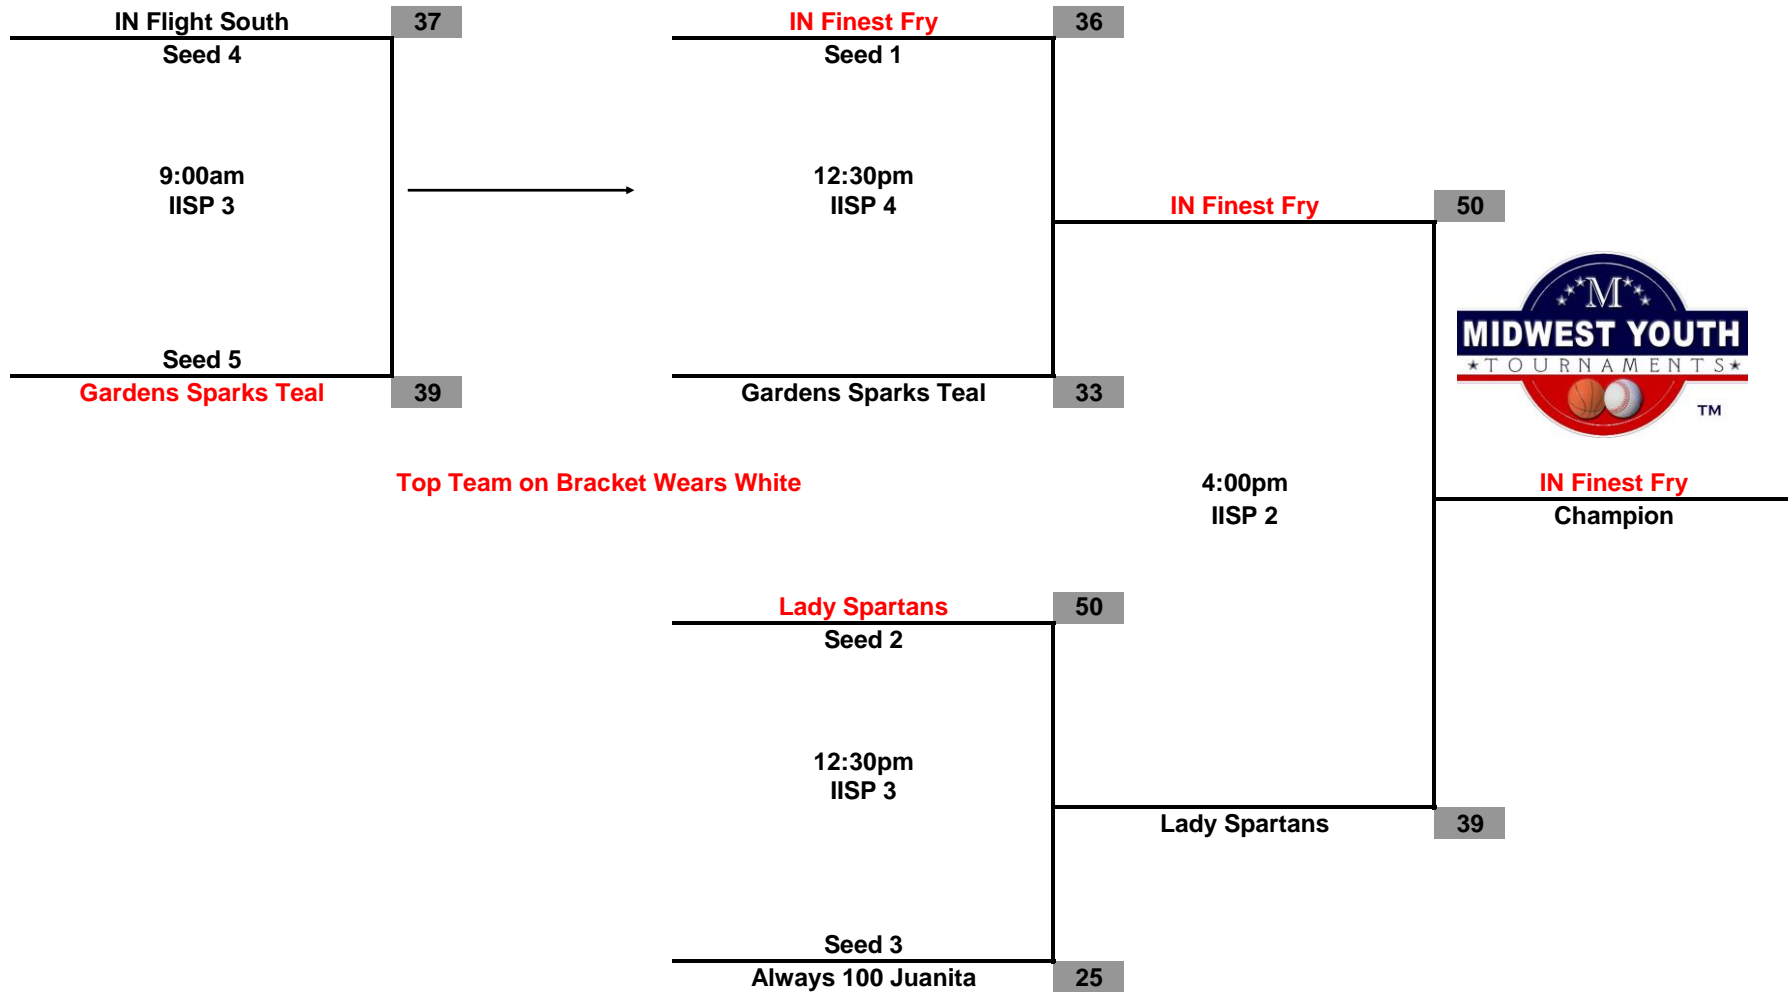 IN Flight South 37
Seed 4
9:00am
IISP 3
Seed 5
Gardens Sparks Teal 39
IN Finest Fry 36
Seed 1
12:30pm
IISP 4
Gardens Sparks Teal 33
IN Finest Fry 50
M
MIDWEST YOUTH
TOURNAMENTS
TM
Top Team on Bracket Wears White
4:00pm
IISP 2
IN Finest Fry
Champion
Lady Spartans 50
Seed 2
12:30pm
IISP 3
Lady Spartans 39
Seed 3
Always 100 Juanita 25